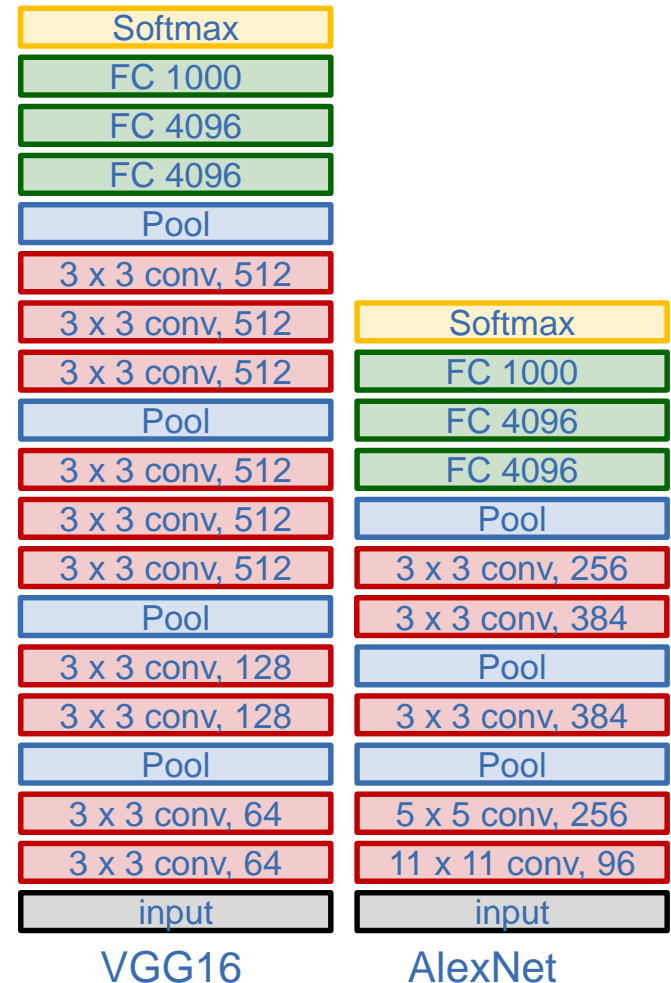 Softmax
FC 1000
FC 4096
FC 4096
Pool
3 x 3 conv, 512
3 x 3 conv, 512
3 x 3 conv, 512
Pool
3 x 3 conv, 512
3 x 3 conv, 512
3 x 3 conv, 512
Pool
3 x 3 conv, 128
3 x 3 conv, 128
Pool
3 x 3 conv, 64
3 x 3 conv, 64
input
VGG16
Softmax
FC 1000
FC 4096
FC 4096
Pool
3 x 3 conv, 256
3 x 3 conv, 384
Pool
3 x 3 conv, 384
Pool
5 x 5 conv, 256
11 x 11 conv, 96
input
AlexNet